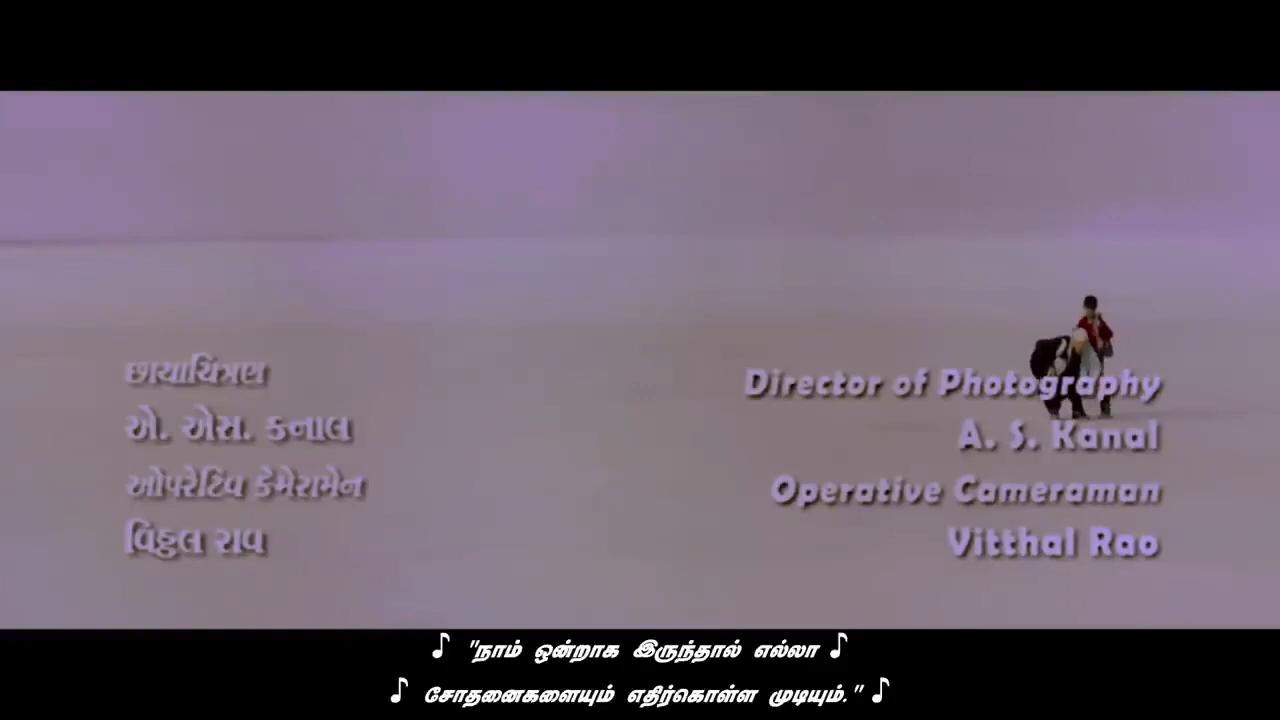 છાયાચિત્રણ
એ. એસ. કનાલ
ઓપરેટિવ કેમેરામેન
વિઠ્ઠલ રાવ
Director of Photography
A. S. Kanal
Operative Cameraman
Vitthal Rao
♪ "நாம் ஒன்றாக இருந்தால் எல்லா ♪
♪ சோதனைகளையும் எதிர்கொள்ள முடியும்." ♪